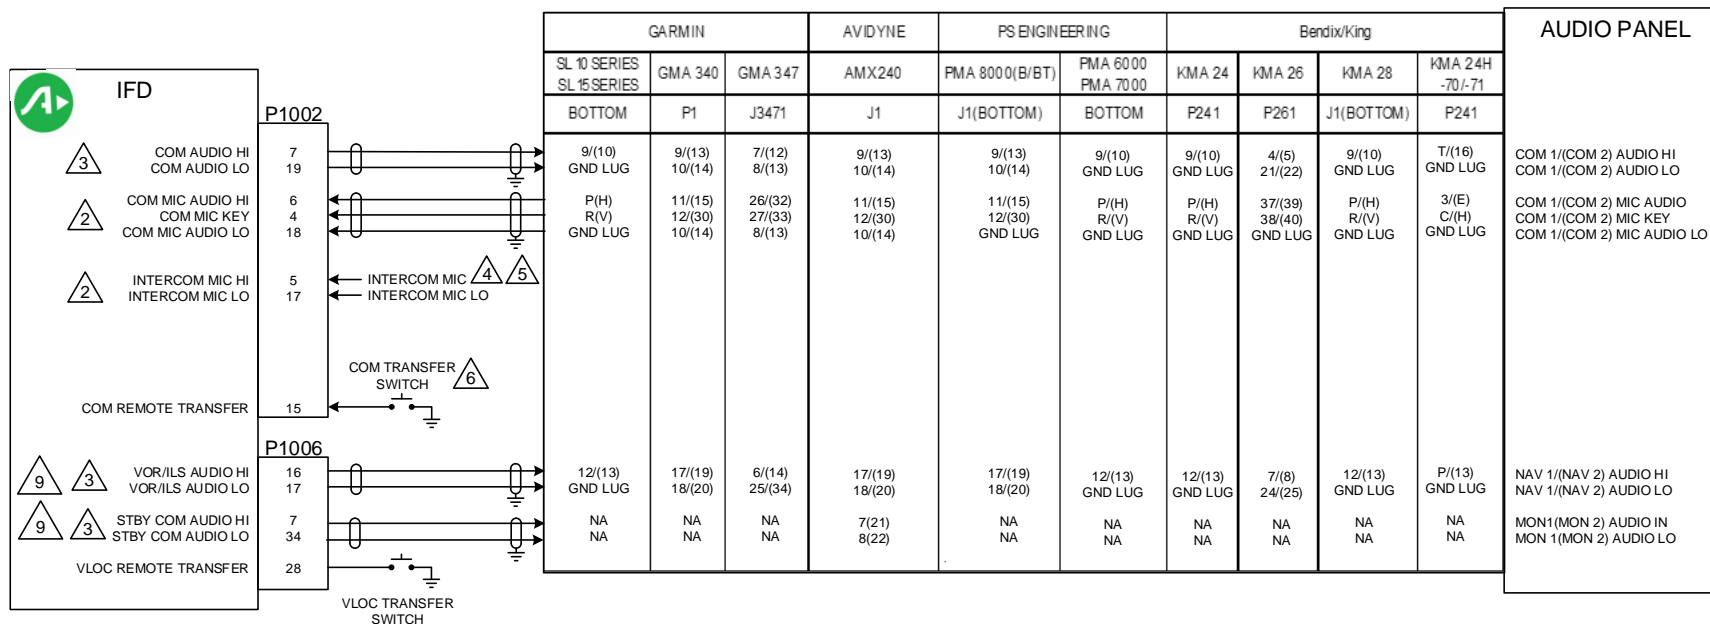 GARMIN AVIDYNE PS ENGINEERING Bendix/King AUDIO PANEL
SL 10 SERIES
SL 15 SERIES GMA 340 GMA 347 AMX240 PMA 8000(B/BT) PMA 6000
PMA 7000 KMA 24 KMA 26 KMA 28 KMA 24H
-70/-71
BOTTOM P1 J3471 J1 J1(BOTTOM) BOTTOM P241 P261 J1(BOTTOM) P241
IFD
P1002
3 COM AUDIO HI 7 9/(10) 9/(13) 7/(12) 9/(13) 9/(13) 9/(10) 9/(10) 4/(5) 9/(10) T/(16) COM 1/(COM 2) AUDIO HI
COM AUDIO LO 19 GND LUG 10/(14) 8/(13) 10/(14) 10/(14) GND LUG GND LUG 21/(22) GND LUG GND LUG COM 1/(COM 2) AUDIO LO
COM MIC AUDIO HI 6 P(H) 11/(15) 26/(32) 11/(15) 11/(15) P/(H) P/(H) 37/(39) P/(H) 3/(E) COM 1/(COM 2) MIC AUDIO
2 COM MIC KEY 4 R(V) 12/(30) 27/(33) 12/(30) 12/(30) R/(V) R/(V) 38/(40) R/(V) C/(H) COM 1/(COM 2) MIC KEY
COM MIC AUDIO LO 18 GND LUG 10/(14) 8/(13) 10/(14) GND LUG GND LUG GND LUG GND LUG GND LUG GND LUG COM 1/(COM 2) MIC AUDIO LO
2 INTERCOM MIC HI 5 INTERCOM MIC 4 5
INTERCOM MIC LO 17 INTERCOM MIC LO
COM TRANSFER
SWITCH 6
COM REMOTE TRANSFER 15
P1006
9 3 VOR/ILS AUDIO HI 16 12/(13) 17/(19) 6/(14) 17/(19) 17/(19) 12/(13) 12/(13) 7/(8) 12/(13) P/(13) NAV 1/(NAV 2) AUDIO HI
VOR/ILS AUDIO LO 17 GND LUG 18/(20) 25/(34) 18/(20) 18/(20) GND LUG GND LUG 24/(25) GND LUG GND LUG NAV 1/(NAV 2) AUDIO LO
9 3 STBY COM AUDIO HI 7 NA NA NA 7(21) NA NA NA NA NA NA MON1(MON 2) AUDIO IN
STBY COM AUDIO LO 34 NA NA NA 8(22) NA NA NA NA NA NA MON 1(MON 2) AUDIO LO
VLOC REMOTE TRANSFER 28
VLOC TRANSFER
SWITCH